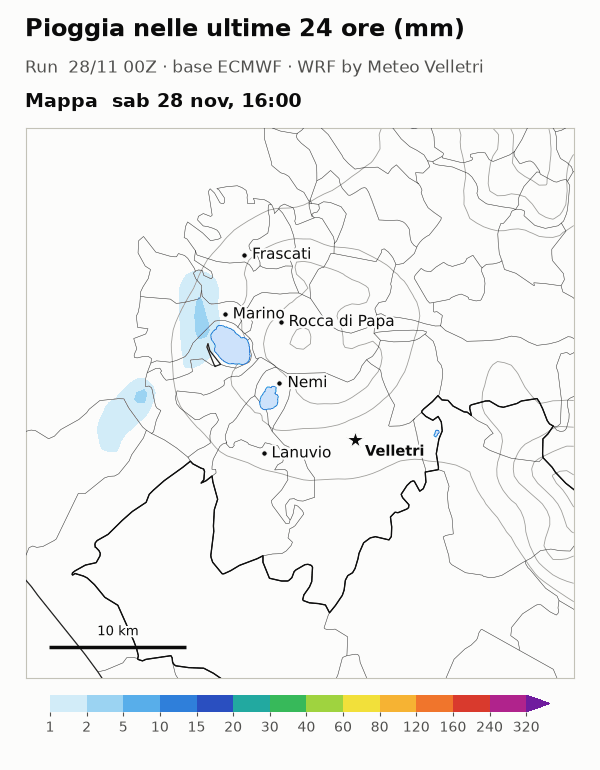 Pioggia nelle ultime 24 ore (mm)
Run  28/11 00Z · base ECMWF · WRF by Meteo Velletri
Mappa  sab 28 nov, 16:00
Frascati
Marino
Rocca di Papa
Nemi
Velletri
Lanuvio
10 km
1 2 5 10 15 20 30 40 60 80 120 160 240 320